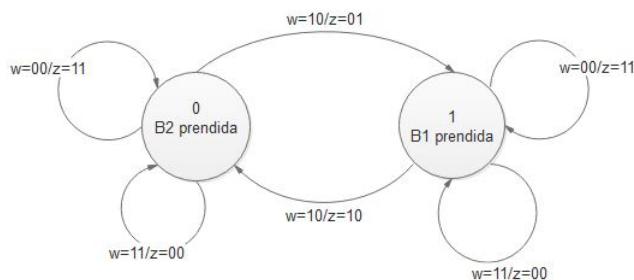 w=10/z=01
w=00/z=11
w=00/z=11
0
B2 prendida
1
B1 prendida
w=10/z=10
w=11/z=00
w=11/z=00